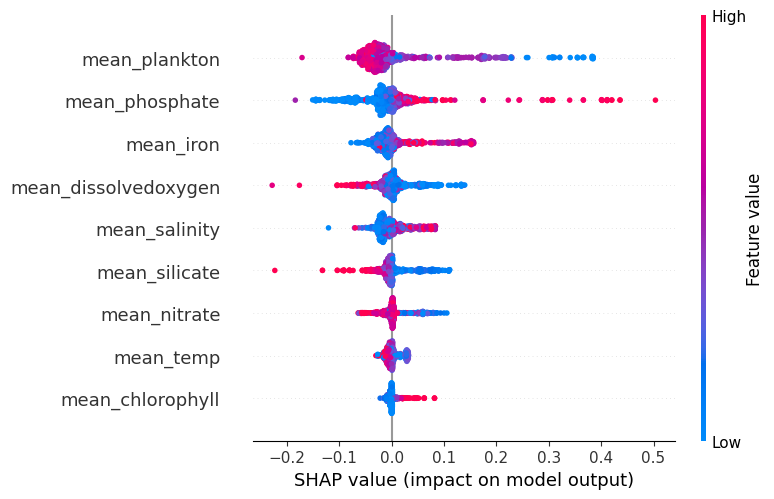 High
mean_plankton
mean_phosphate
mean_iron
mean_dissolvedoxygen
mean_salinity
mean_silicate
mean_nitrate
mean_temp
mean_chlorophyll
Feature value
Low
−0.2 −0.1 0.0 0.1 0.2 0.3 0.4 0.5
SHAP value (impact on model output)